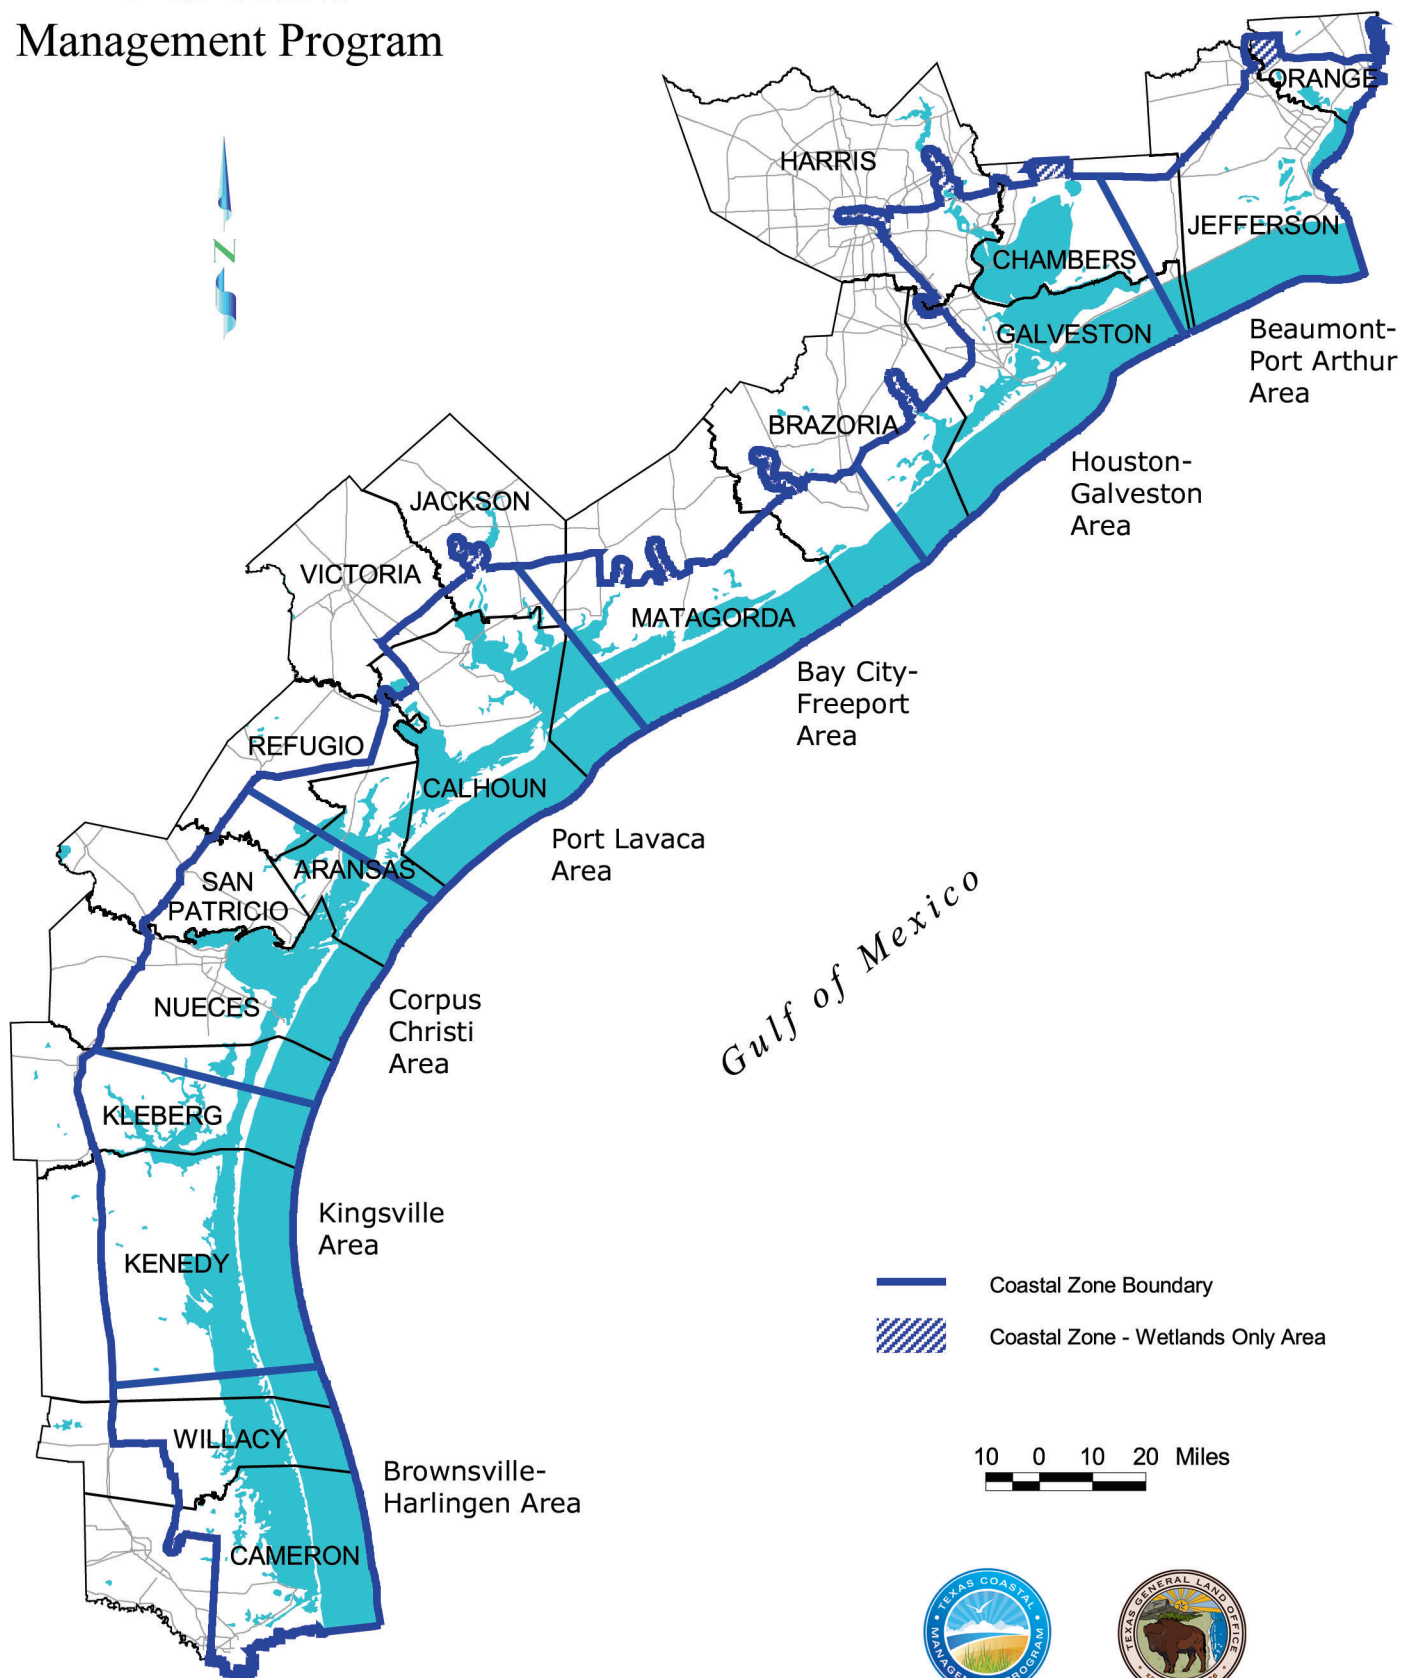 Management Program
N
ORANGE
HARRIS
JEFFERSON
CHAMBERS
GALVESTON
Beaumont-
Port Arthur
Area
BRAZORIA
Houston-
Galveston
Area
JACKSON
VICTORIA
MATAGORDA
Bay City-
Freeport
Area
REFUGIO
CALHOUN
Port Lavaca
Area
ARANSAS
SAN
PATRICIO
Gulf of Mexico
NUECES
Corpus
Christi
Area
KLEBERG
Kingsville
Area
KENEDY
Coastal Zone Boundary
Coastal Zone - Wetlands Only Area
WILLACY
10 0 10 20 Miles
Brownsville-
Harlingen Area
CAMERON
TEXAS COASTAL
MANAGEMENT PROGRAM
TEXAS GENERAL LAND OFFICE